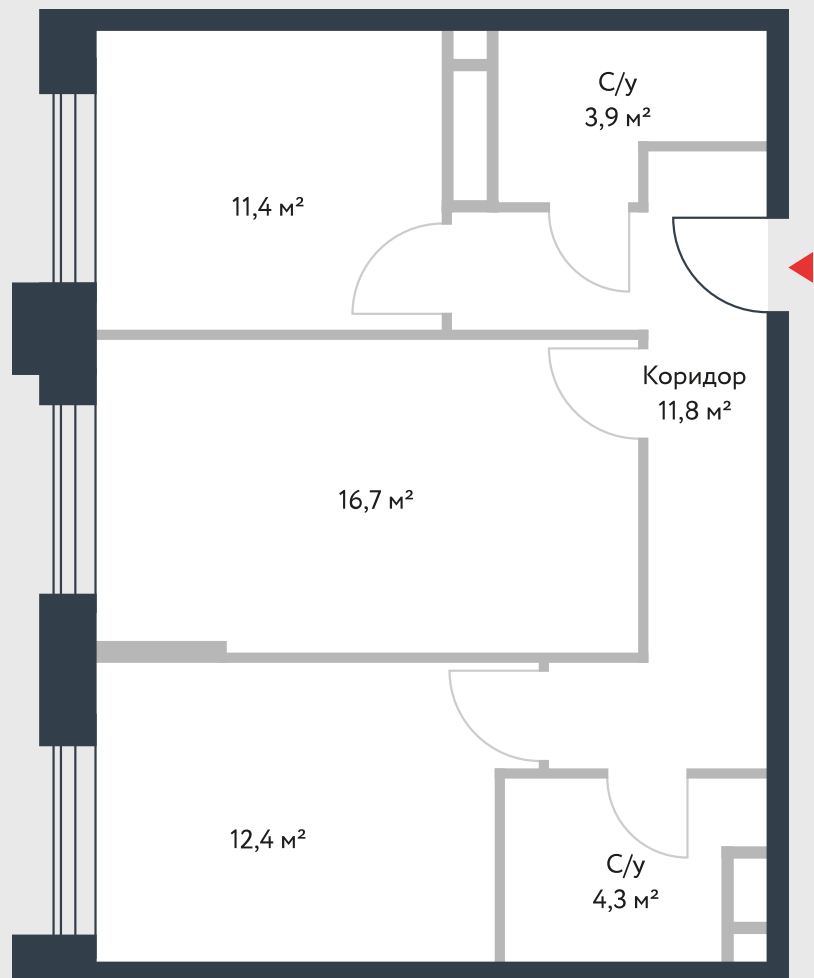 С/у
3,9 м²
11,4 м²
Коридор
11,8 м²
16,7 м²
12,4 м²
С/у
4,3 м²